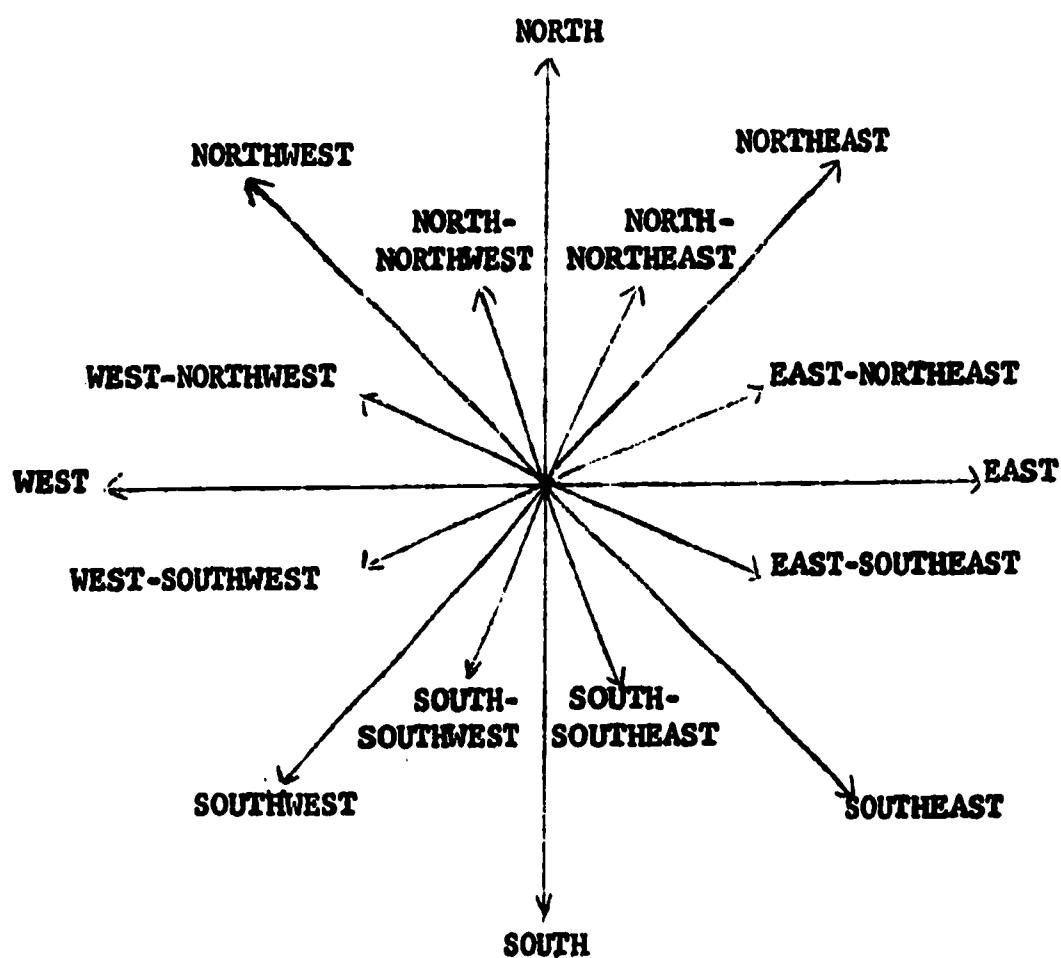 NORTH
NORTHWEST
NORTHEAST
NORTH-
NORTHWEST
NORTH-
NORTHEAST
WEST-NORTHWEST
EAST-NORTHEAST
WEST
EAST
WEST-SOUTHWEST
EAST-SOUTHEAST
SOUTH-
SOUTHWEST
SOUTH-
SOUTHEAST
SOUTHWEST
SOUTHEAST
SOUTH